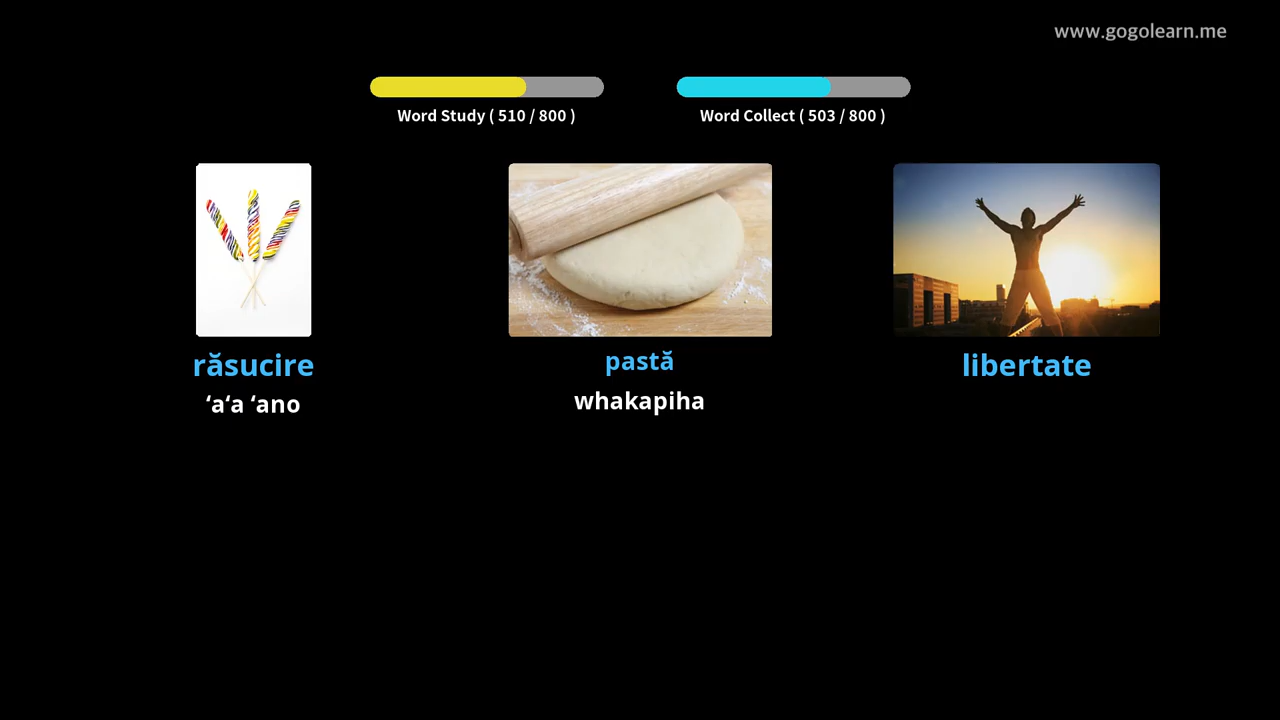 www.gogolearn.me
Word Study ( 510 / 800 )
Word Collect ( 503 / 800 )
răsucire
pastă
libertate
ʻaʻa ʻano
whakapiha